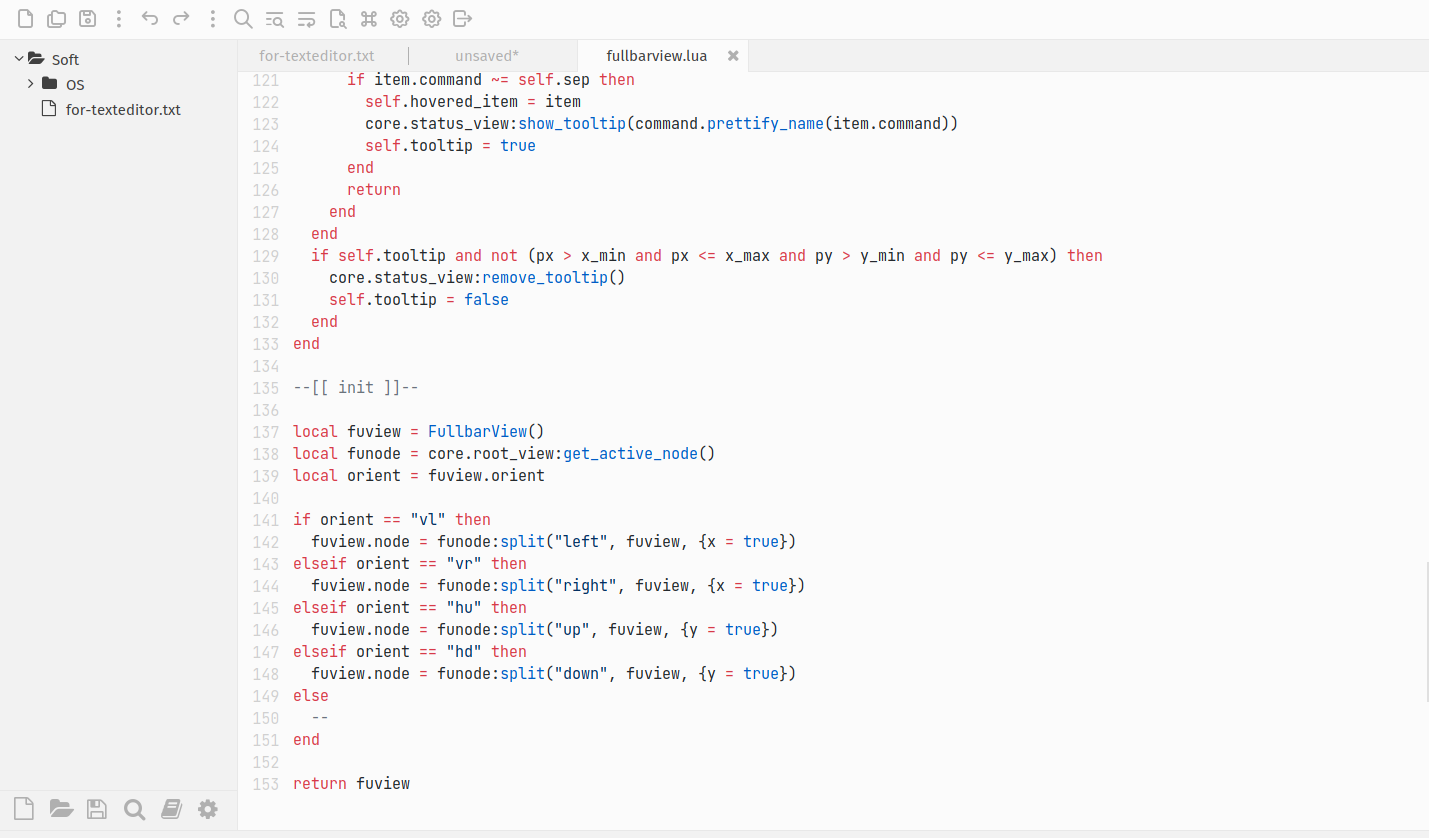 Soft
OS
for-texteditor.txt
for-texteditor.txt unsaved* fullbarview.lua
121       if item.command ~= self.sep then
122         self.hovered_item = item
123         core.status_view:show_tooltip(command.prettify_name(item.command))
124         self.tooltip = true
125       end
126       return
127     end
128   end
129   if self.tooltip and not (px > x_min and px <= x_max and py > y_min and py <= y_max) then
130     core.status_view:remove_tooltip()
131     self.tooltip = false
132   end
133 end
134
135 --[[ init ]]--
136
137 local fuview = FullbarView()
138 local funode = core.root_view:get_active_node()
139 local orient = fuview.orient
140
141 if orient == "vl" then
142   fuview.node = funode:split("left", fuview, {x = true})
143 elseif orient == "vr" then
144   fuview.node = funode:split("right", fuview, {x = true})
145 elseif orient == "hu" then
146   fuview.node = funode:split("up", fuview, {y = true})
147 elseif orient == "hd" then
148   fuview.node = funode:split("down", fuview, {y = true})
149 else
150   --
151 end
152
153 return fuview